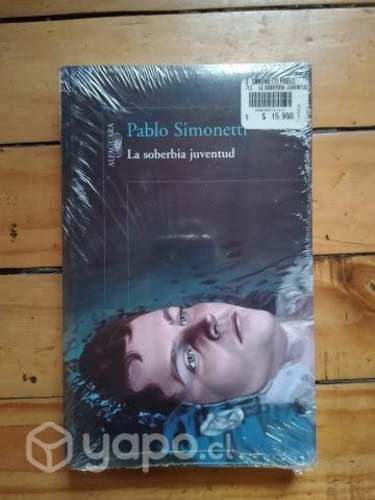 SIMONETTI PABLO
LA SOBERBIA JUVENTUD
$ $ 15.990
Pablo Simonetti
La soberbia juventud
ALFAGUARA
yapo.cl